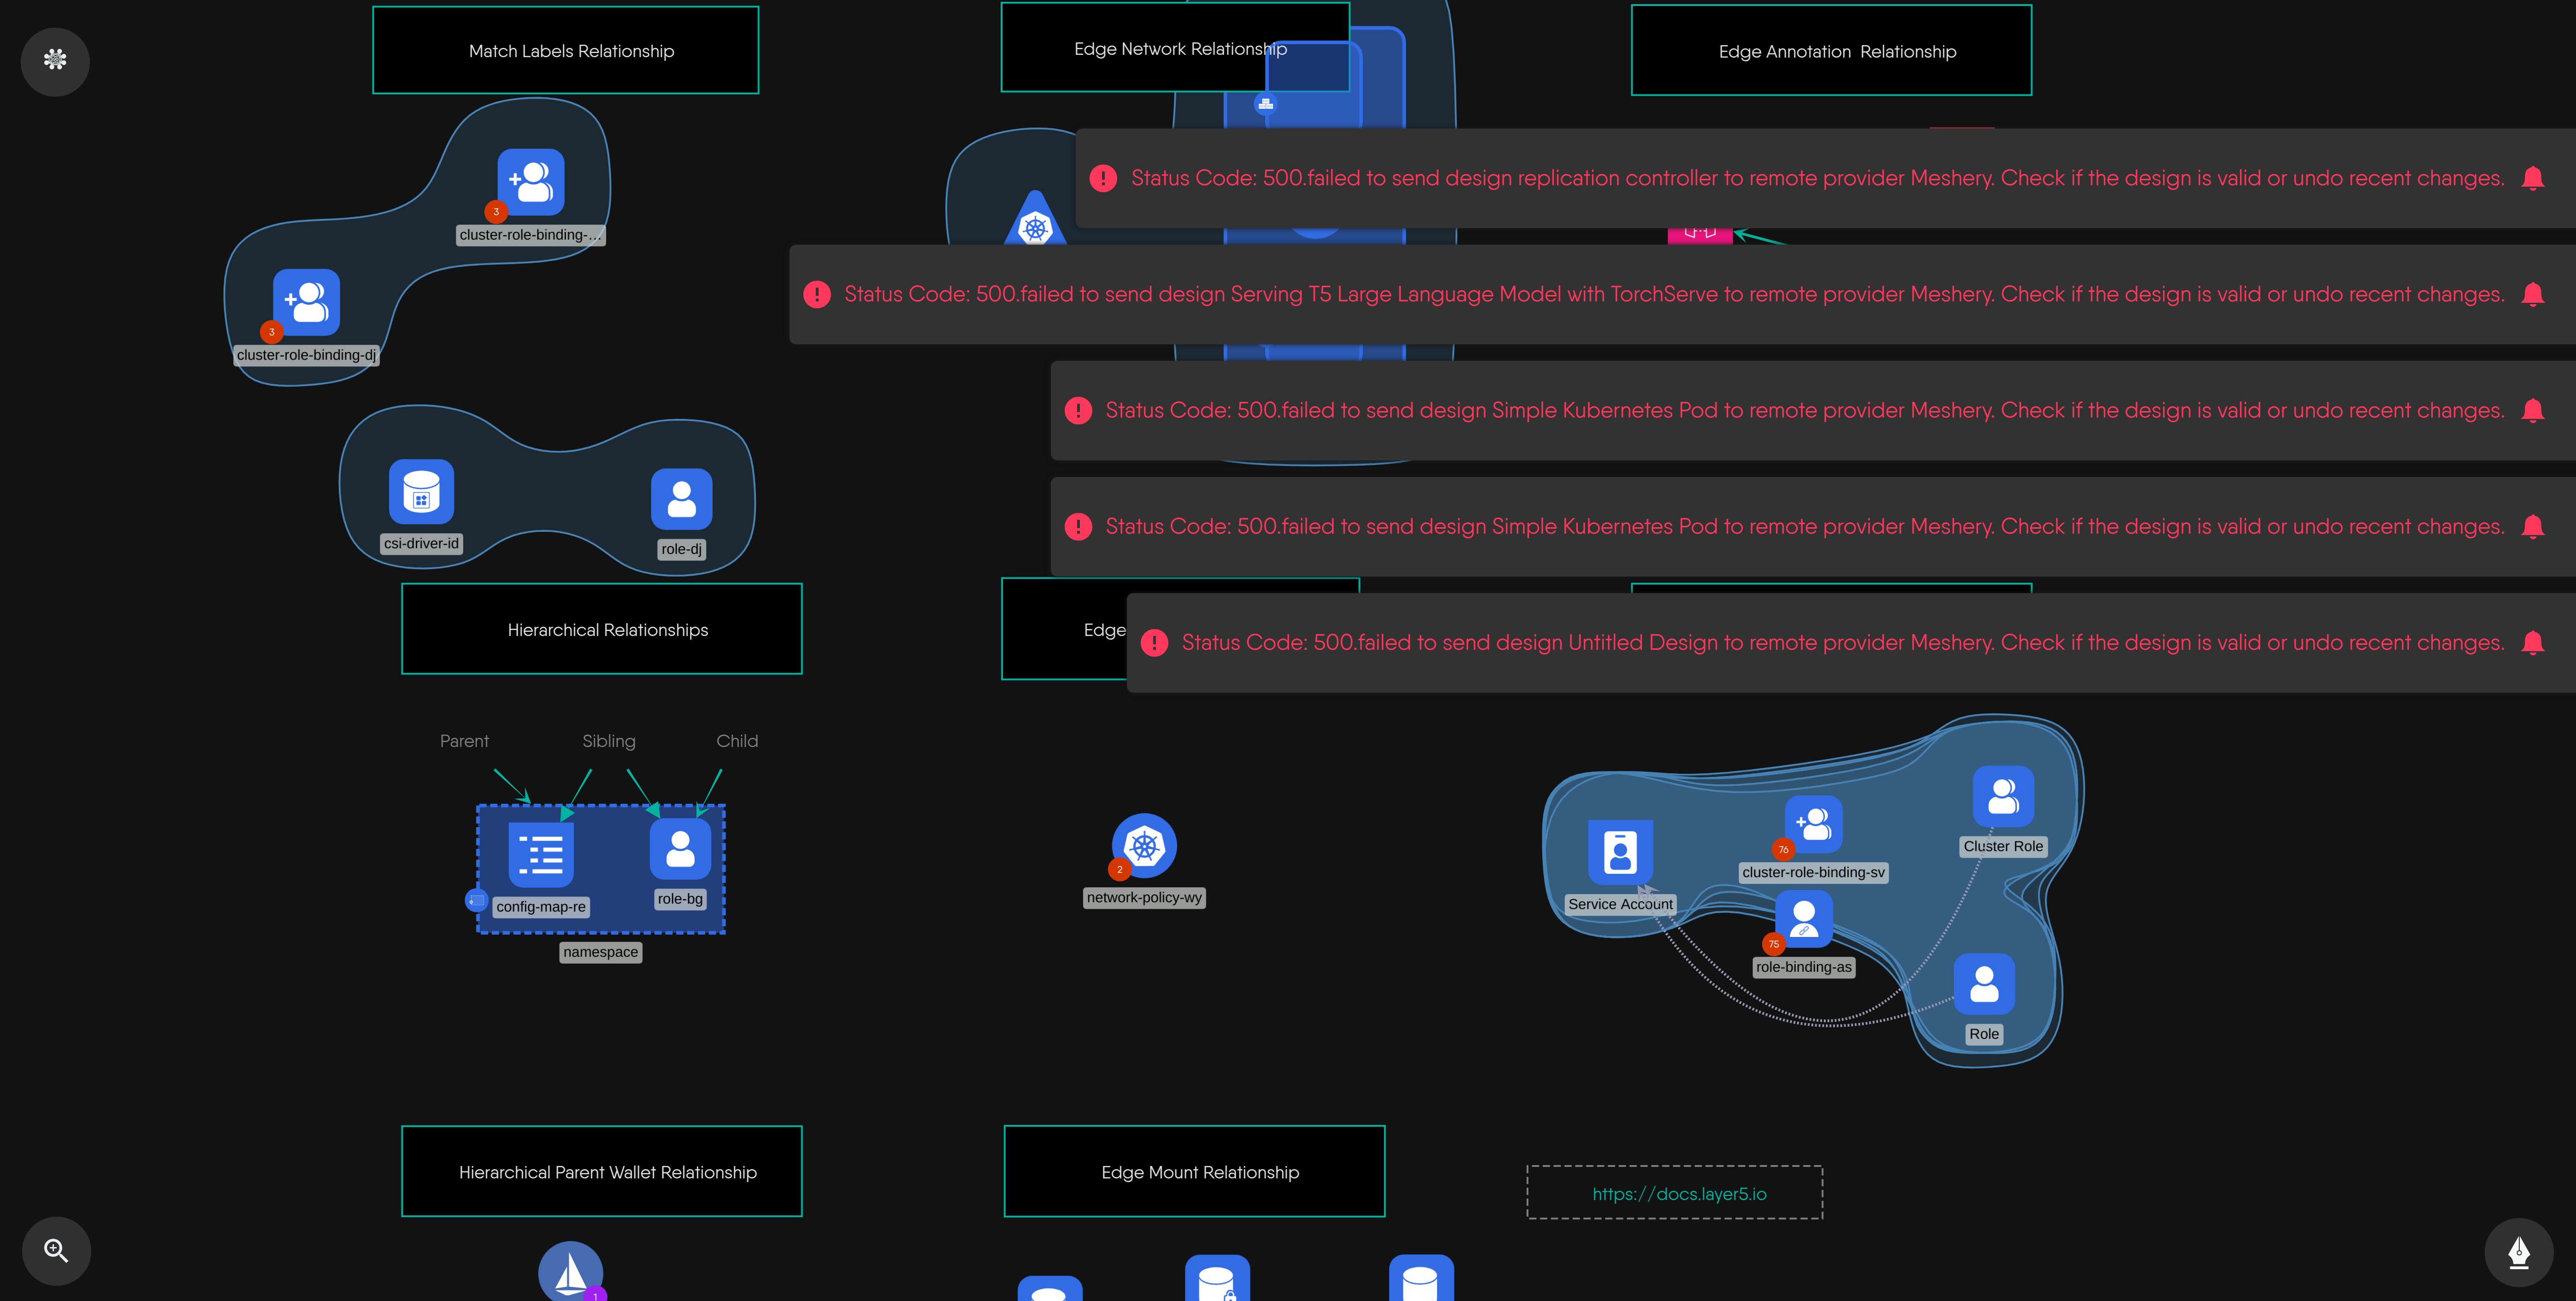 Match Labels Relationship
Edge Network Relationship
Edge Annotation  Relationship
Status Code: 500.failed to send design replication controller to remote provider Meshery. Check if the design is valid or undo recent changes.
3
cluster-role-binding-...
Status Code: 500.failed to send design Serving T5 Large Language Model with TorchServe to remote provider Meshery. Check if the design is valid or undo recent changes.
3
cluster-role-binding-dj
Status Code: 500.failed to send design Simple Kubernetes Pod to remote provider Meshery. Check if the design is valid or undo recent changes.
Status Code: 500.failed to send design Simple Kubernetes Pod to remote provider Meshery. Check if the design is valid or undo recent changes.
csi-driver-id
role-dj
Hierarchical Relationships
Edge
Status Code: 500.failed to send design Untitled Design to remote provider Meshery. Check if the design is valid or undo recent changes.
Parent
Sibling
Child
config-map-re
role-bg
namespace
2
network-policy-wy
Cluster Role
76
cluster-role-binding-sv
Service Account
75
role-binding-as
Role
Hierarchical Parent Wallet Relationship
Edge Mount Relationship
https://docs.layer5.io
1